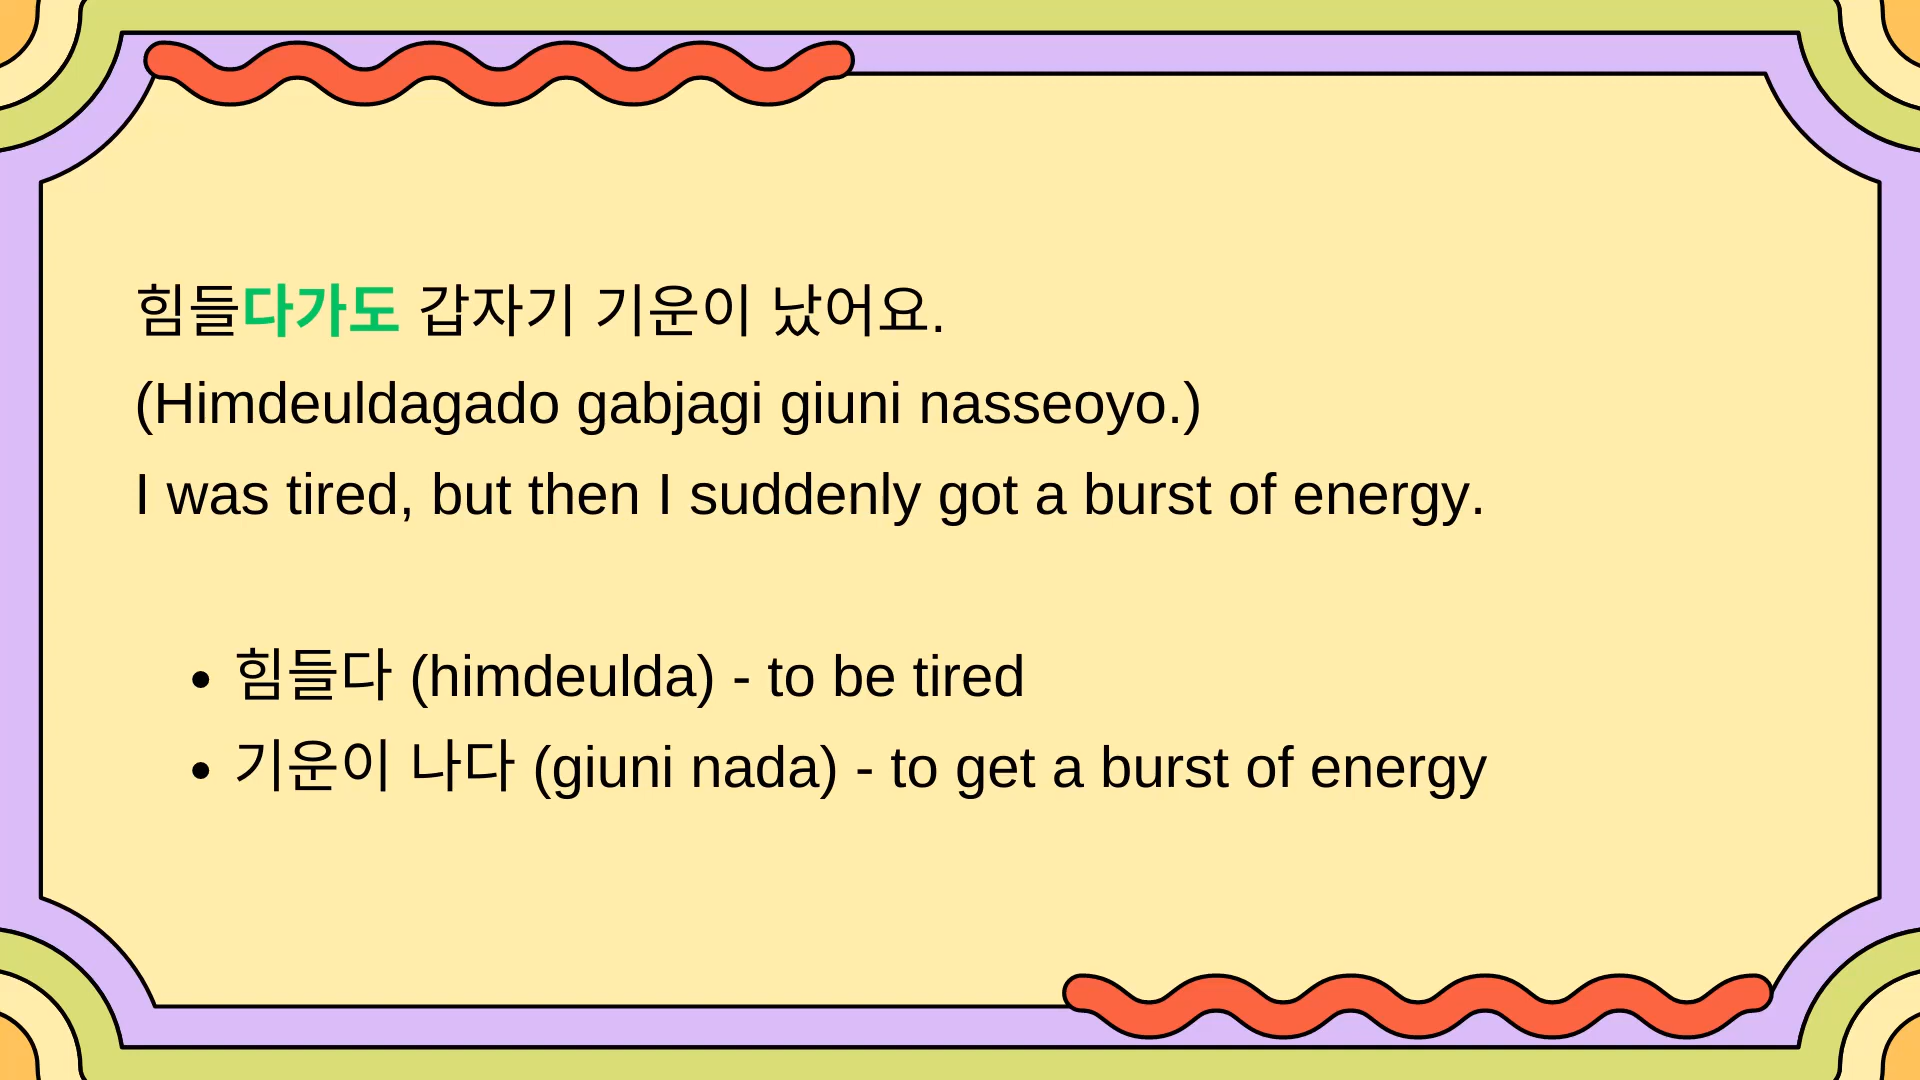 힘들다가도 갑자기 기운이 났어요.
(Himdeuldagado gabjagi giuni nasseoyo.)
I was tired, but then I suddenly got a burst of energy.
• 힘들다 (himdeulda) - to be tired
• 기운이 나다 (giuni nada) - to get a burst of energy